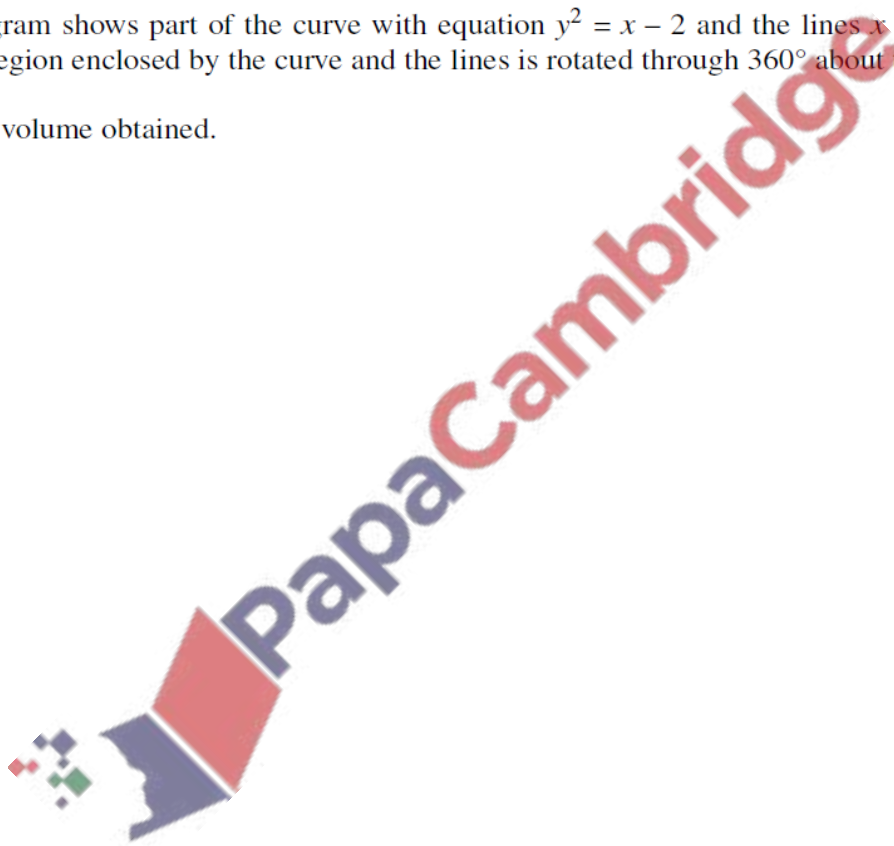 ram shows part of the curve with equation y² = x – 2 and the lines x
egion enclosed by the curve and the lines is rotated through 360° about
volume obtained.
PapaCambridge